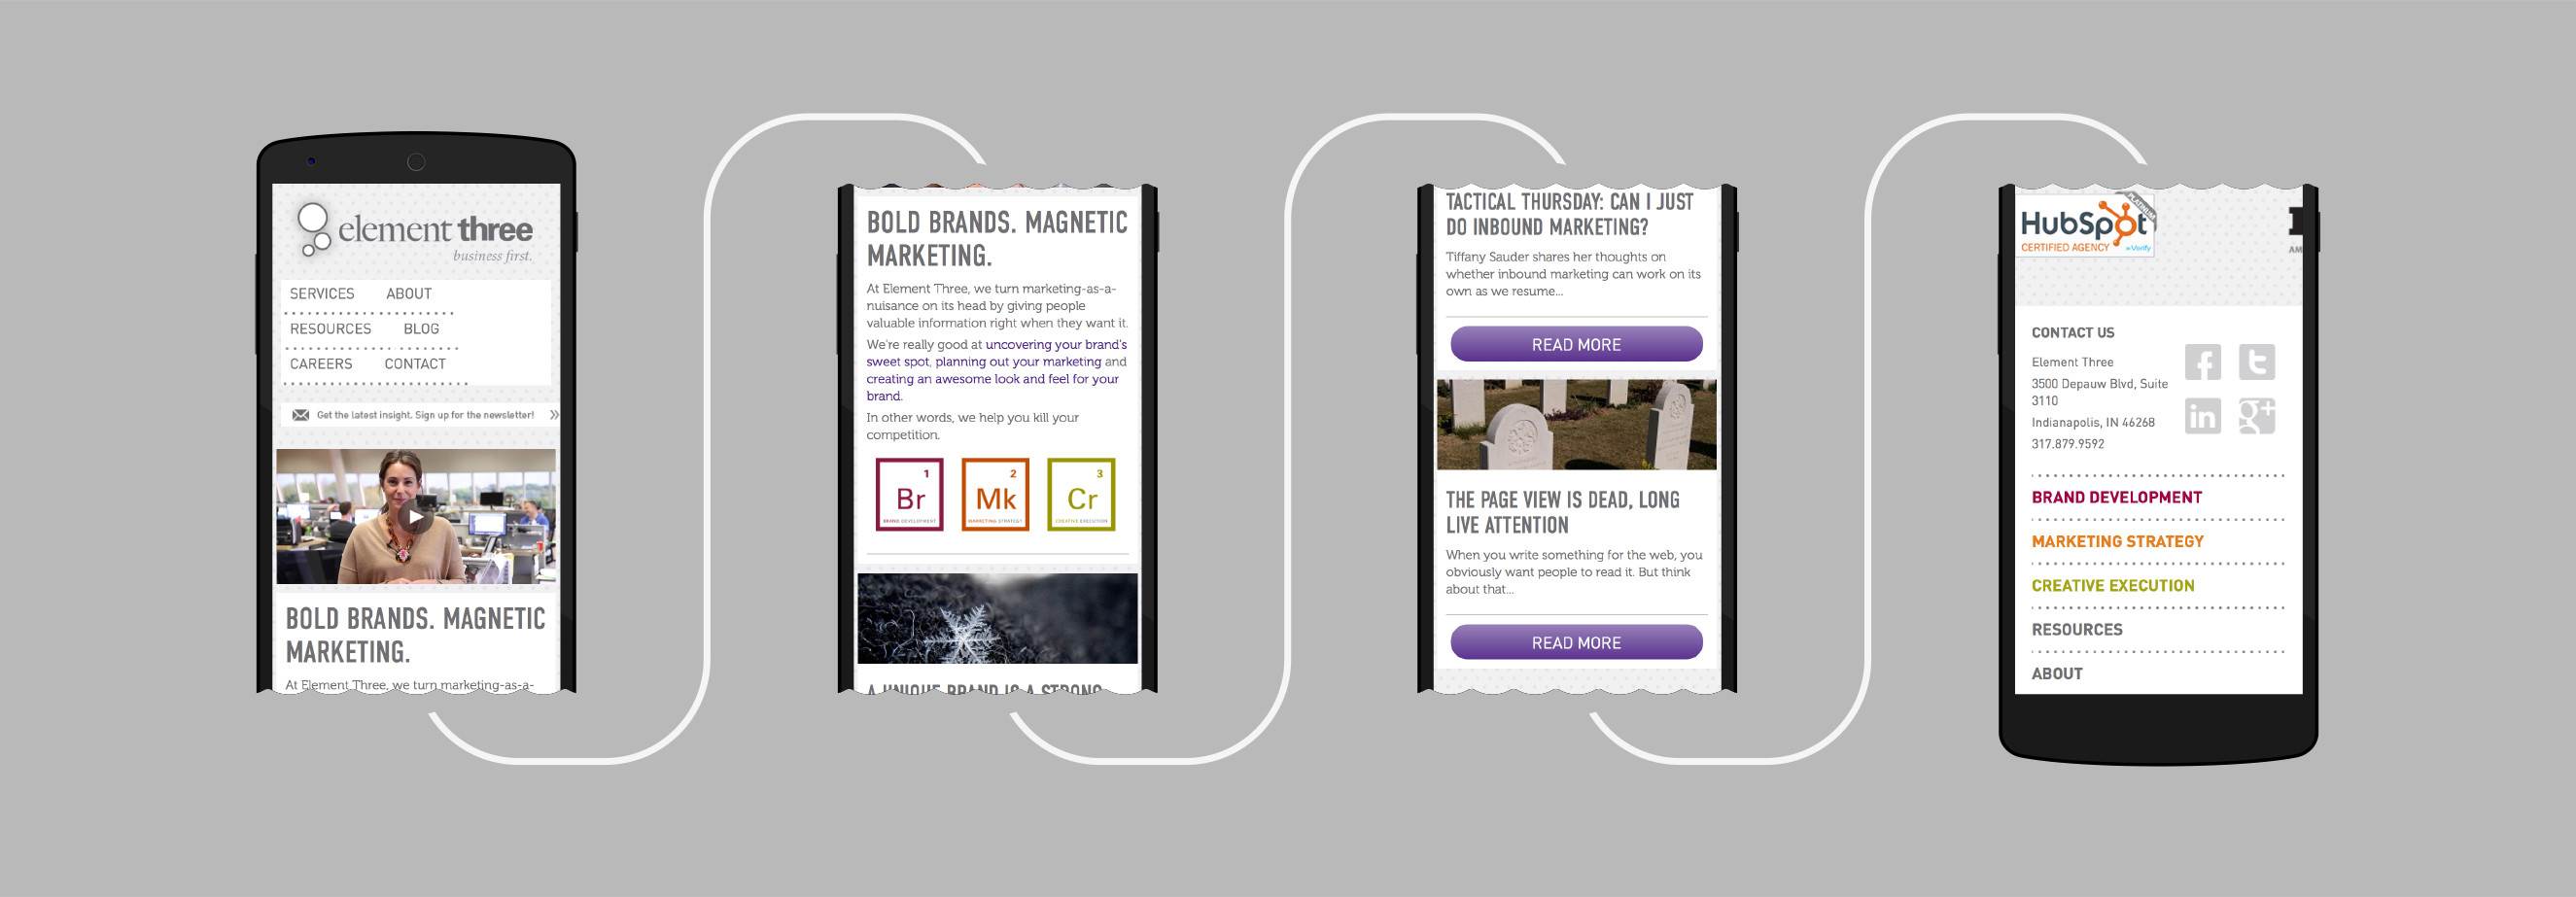 element three
business first.
SERVICES ABOUT
RESOURCES BLOG
CAREERS CONTACT
Get the latest insight. Sign up for the newsletter! »
BOLD BRANDS. MAGNETIC
MARKETING.
At Element Three, we turn marketing-as-a-
BOLD BRANDS. MAGNETIC
MARKETING.
At Element Three, we turn marketing-as-a-
nuisance on its head by giving people
valuable information right when they want it.
We're really good at uncovering your brand's
sweet spot, planning out your marketing and
creating an awesome look and feel for your
brand.
In other words, we help you kill your
competition.
1
Br
BRAND DEVELOPMENT
2
Mk
MARKETING STRATEGY
3
Cr
CREATIVE EXECUTION
A UNIQUE BRAND IS A STRONG
TACTICAL THURSDAY: CAN I JUST
DO INBOUND MARKETING?
Tiffany Sauder shares her thoughts on
whether inbound marketing can work on its
own as we resume...
READ MORE
THE PAGE VIEW IS DEAD, LONG
LIVE ATTENTION
When you write something for the web, you
obviously want people to read it. But think
about that...
READ MORE
PLATINUM
HubSpot
CERTIFIED AGENCY
Verify
AM
CONTACT US
Element Three
3500 Depauw Blvd, Suite
3110
Indianapolis, IN 46268
317.879.9592
BRAND DEVELOPMENT
MARKETING STRATEGY
CREATIVE EXECUTION
RESOURCES
ABOUT